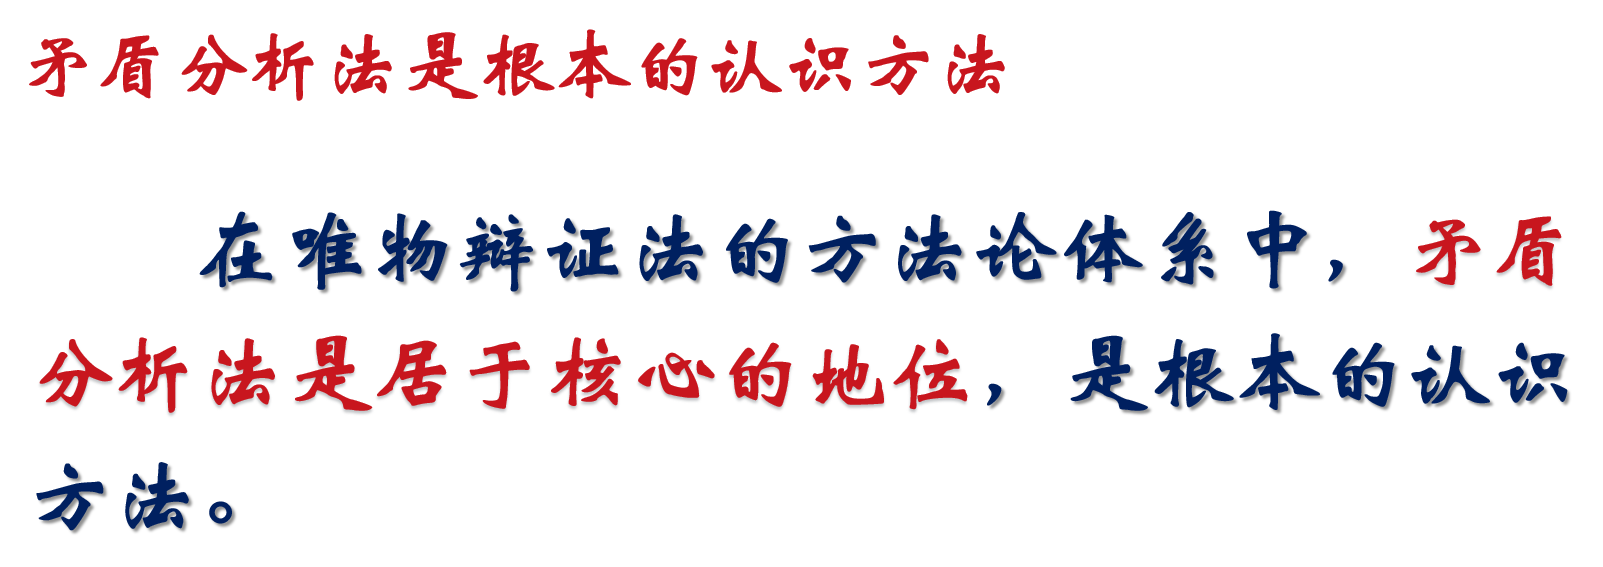 矛盾分析法是根本的认识方法
在唯物辩证法的方法论体系中，矛盾
分析法是居于核心的地位，是根本的认识
方法。